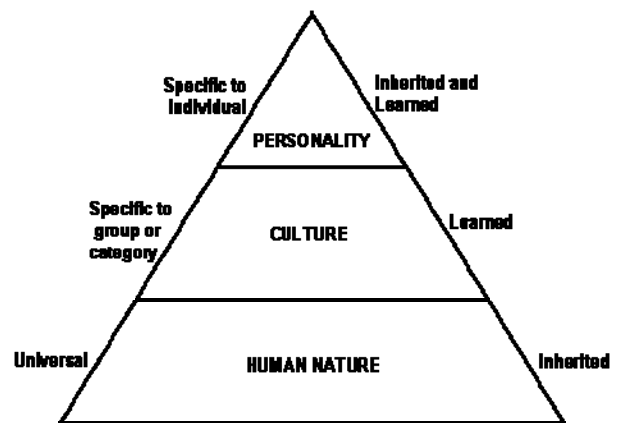 Specific to
Individual
Inherited and
Learned
PERSONALITY
Specific to
group or
category
CULTURE
Learned
Universal
HUMAN NATURE
Inherited